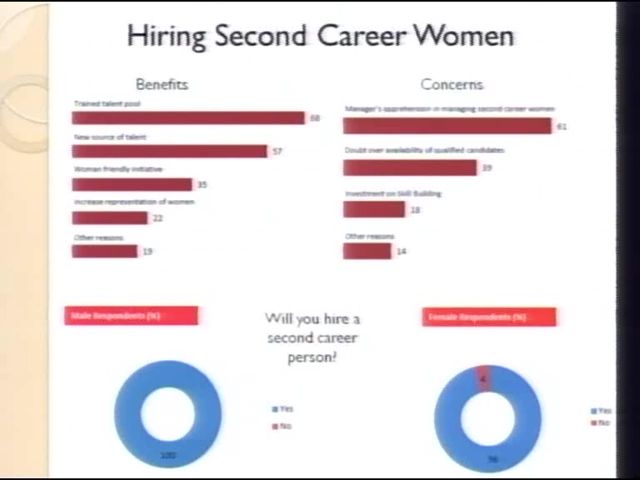 Hiring Second Career Women
Benefits
Trained talent pool
68
New source of talent
57
Woman friendly initiative
35
Increase representation of women
22
Other reasons
19
Concerns
Manager's apprehension in managing second career women
61
Doubt over availability of qualified candidates
39
Investment on Skill Building
18
Other reasons
14
Male Respondents (%)
Will you hire a
second career
person?
Female Respondents (%)
100
Yes
No
4
96
Yes
No